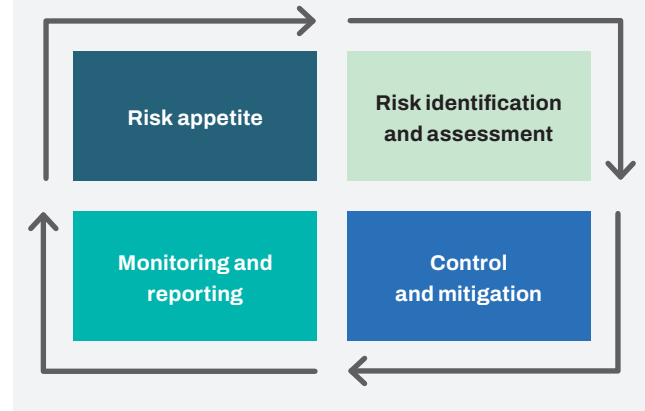 Risk appetite
Risk identification
and assessment
Monitoring and
reporting
Control
and mitigation